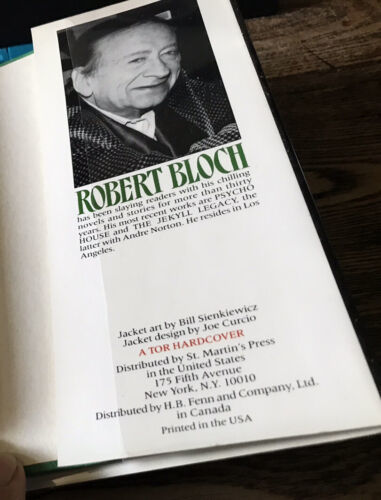 ROBERT BLOCH
has been slaying readers with his chilling
novels and stories for more than thirty
years. His most recent works are PSYCHO
HOUSE and THE JEKYLL LEGACY, the
latter with Andre Norton. He resides in Los
Angeles.
Jacket art by Bill Sienkiewicz
Jacket design by Joe Curcio
A TOR HARDCOVER
Distributed by St. Martin's Press
in the United States
175 Fifth Avenue
New York, N.Y. 10010
Distributed by H.B. Fenn and Company, Ltd.
in Canada
Printed in the USA